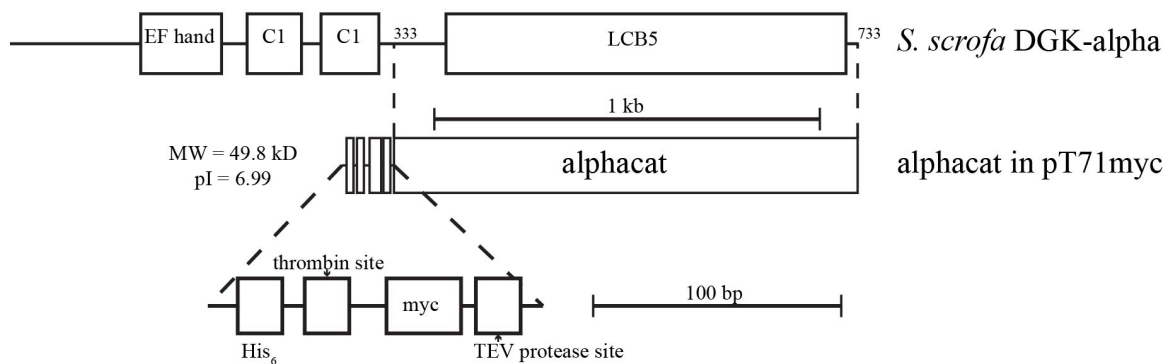 EF hand
C1
C1
333
LCB5
733
S. scrofa DGK-alpha
1 kb
MW = 49.8 kD
pI = 6.99
alphacat
alphacat in pT71myc
thrombin site
myc
100 bp
His6
TEV protease site